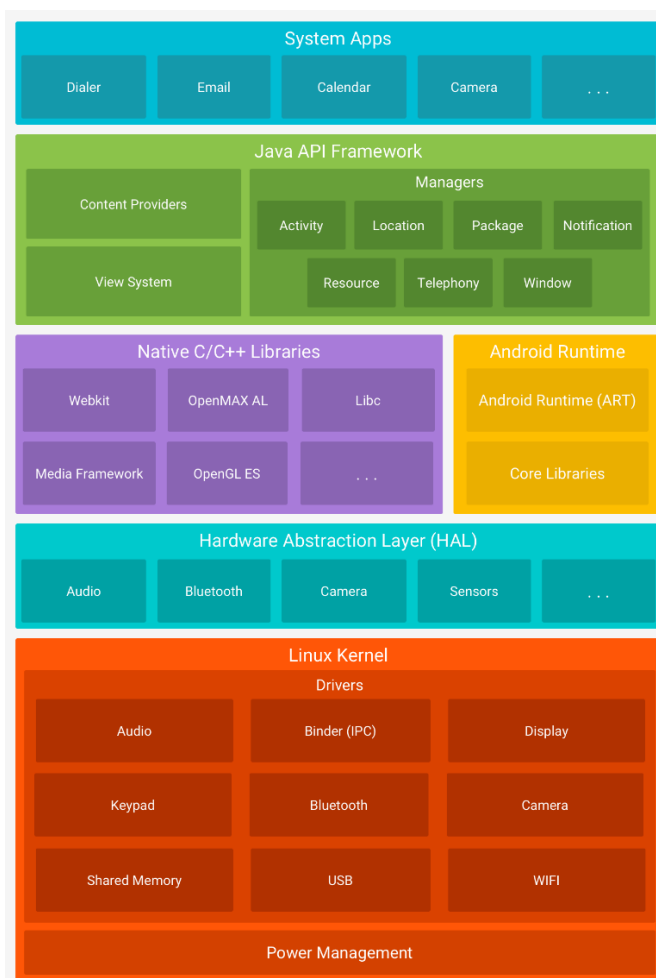 System Apps
Dialer
Email
Calendar
Camera
. . .
Java API Framework
Content Providers
View System
Managers
Activity
Location
Package
Notification
Resource
Telephony
Window
Native C/C++ Libraries
Webkit
OpenMAX AL
Libc
Media Framework
OpenGL ES
. . .
Android Runtime
Android Runtime (ART)
Core Libraries
Hardware Abstraction Layer (HAL)
Audio
Bluetooth
Camera
Sensors
. . .
Linux Kernel
Drivers
Audio
Binder (IPC)
Display
Keypad
Bluetooth
Camera
Shared Memory
USB
WIFI
Power Management